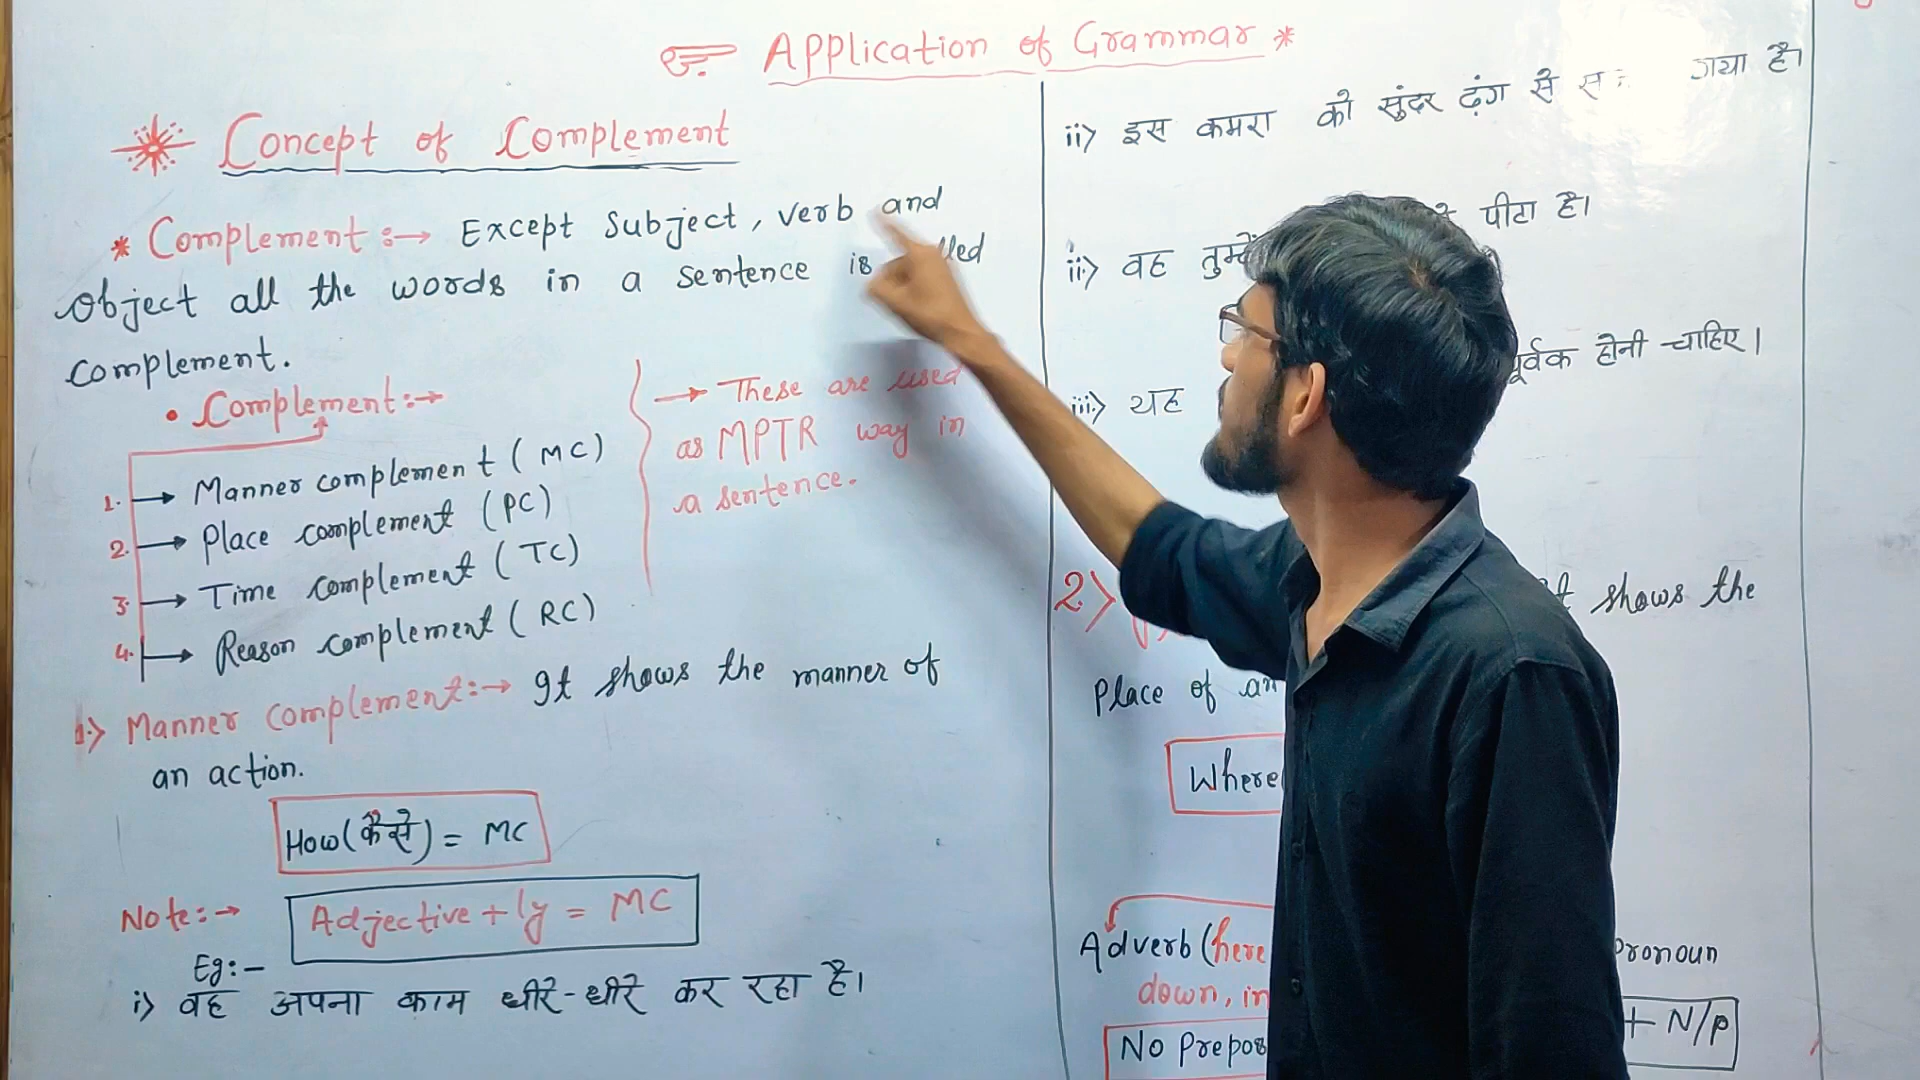 Application of Grammar *
* Concept of Complement
* Complement :→ Except Subject, verb and
Object all the words in a sentence is
complement.
• Complement:→
1. → Manner complement (MC)
2. → Place complement (PC)
3. → Time complement (TC)
4. → Reason complement (RC)
→ These are used
as MPTR way in
a sentence.
1.> Manner complement:→ It shows the manner of
an action.
How (कैसे) = MC
Note:→ Adjective + ly = MC
Eg:-
i> वह अपना काम धीरे-धीरे कर रहा है।
ii> इस कमरा को सुंदर ढ़ंग से गया है।
ii.> वह पीटा है।
iii.> यह होनी चाहिए।
2.> shows the
Place of an
Where
Adverb (here pronoun
down, in
No + N/P